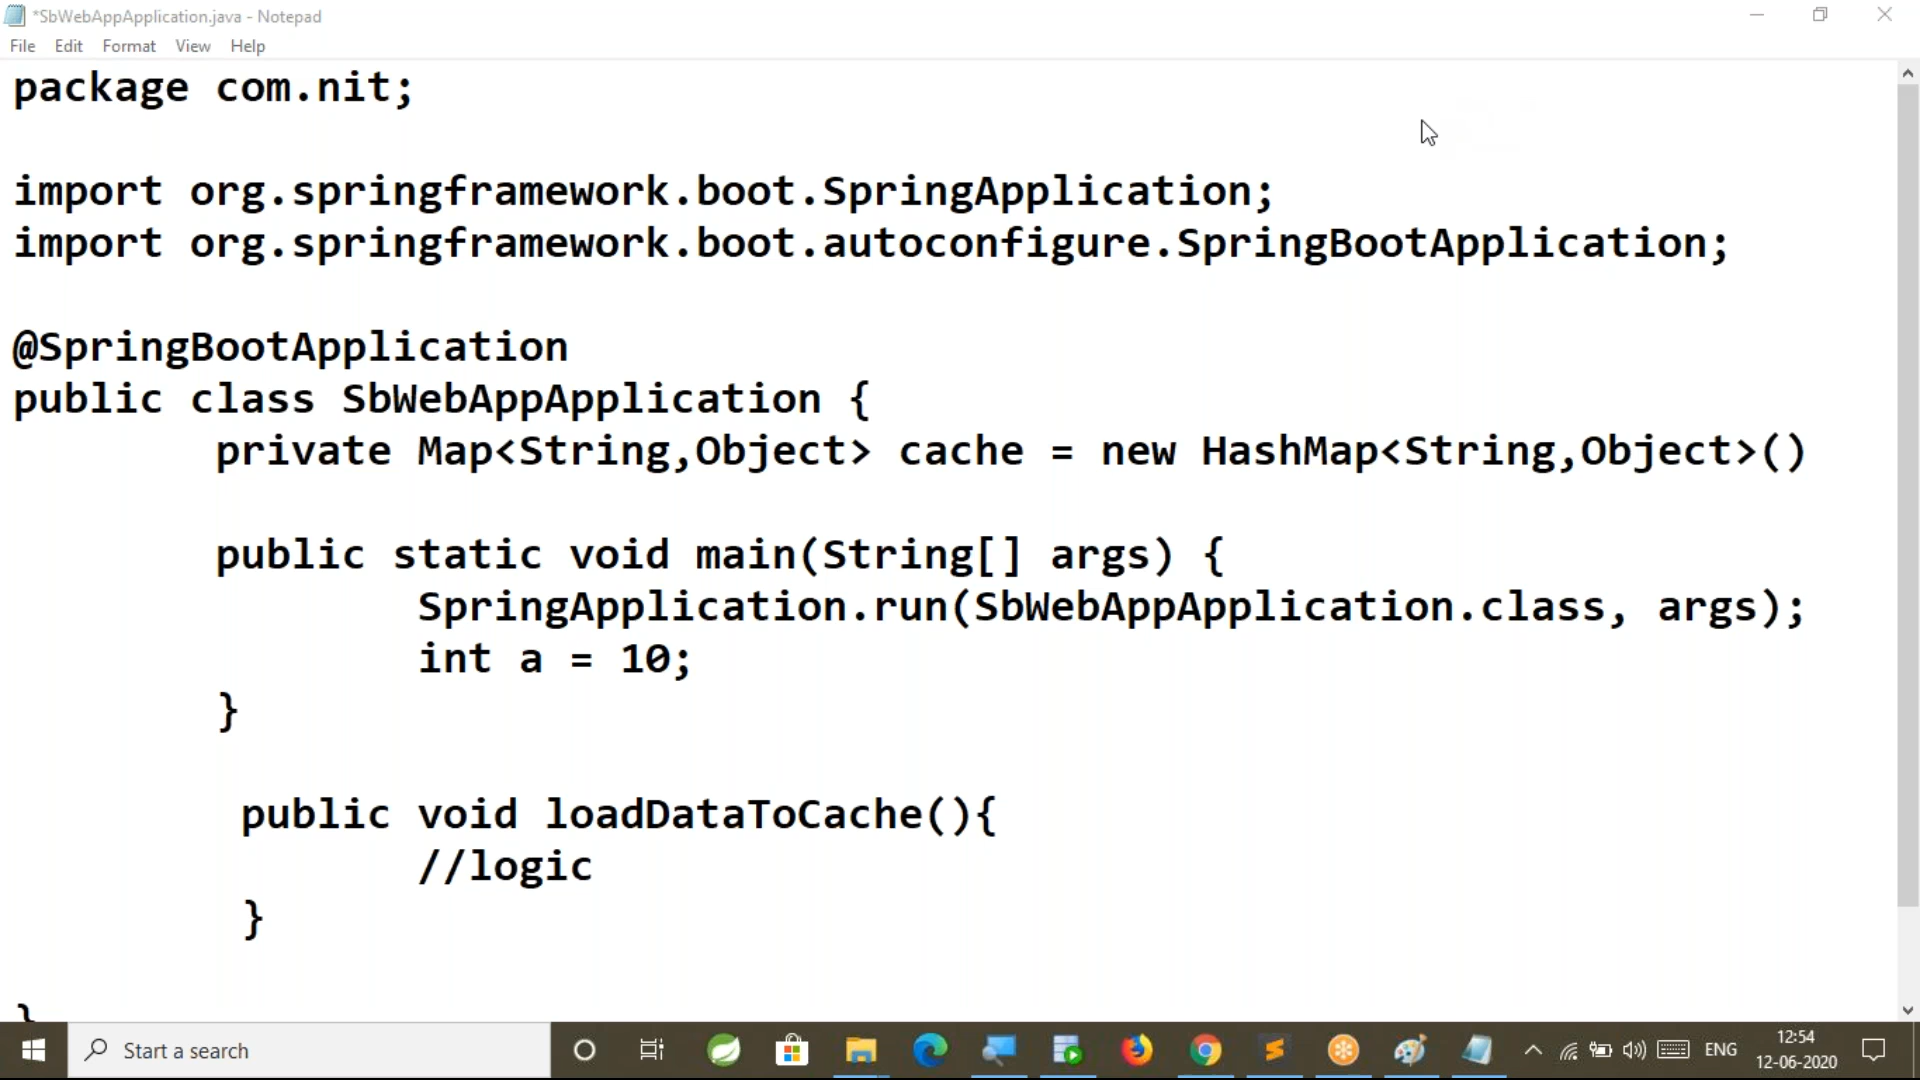 *SbWebAppApplication.java - Notepad
File Edit Format View Help
package com.nit;
import org.springframework.boot.SpringApplication;
import org.springframework.boot.autoconfigure.SpringBootApplication;
@SpringBootApplication
public class SbWebAppApplication {
private Map<String,Object> cache = new HashMap<String,Object>()
public static void main(String[] args) {
SpringApplication.run(SbWebAppApplication.class, args);
int a = 10;
}
public void loadDataToCache(){
//logic
}
}
Start a search
ENG
12:54
12-06-2020